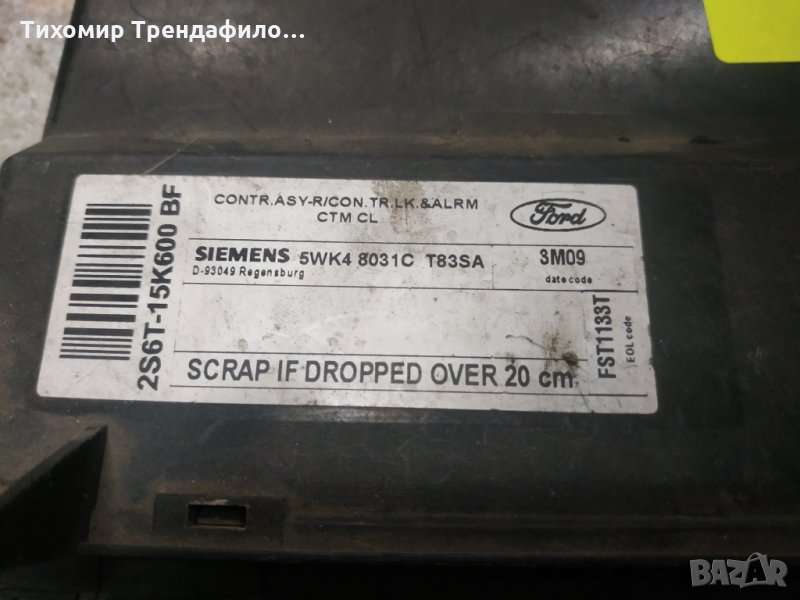 Тихомир Трендафило...
CONTR.ASY-R/CON.TR.LK.&ALRM
CTM CL
Ford
SIEMENS 5WK4 8031C T83SA
D-93049 Regensburg
3M09
date code
2S6T-15K600 BF
FST1133T
EOL code
SCRAP IF DROPPED OVER 20 cm
BAZAR